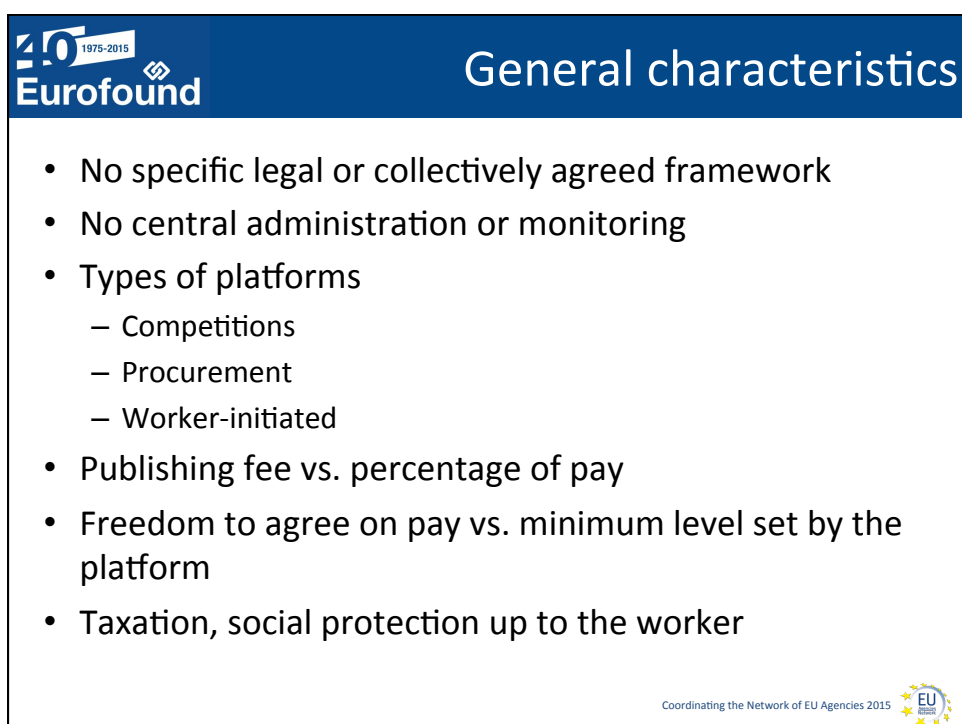 40 1975-2015
Eurofound
General characteristics
• No specific legal or collectively agreed framework
• No central administration or monitoring
• Types of platforms
– Competitions
– Procurement
– Worker-initiated
• Publishing fee vs. percentage of pay
• Freedom to agree on pay vs. minimum level set by the
platform
• Taxation, social protection up to the worker
Coordinating the Network of EU Agencies 2015
EU